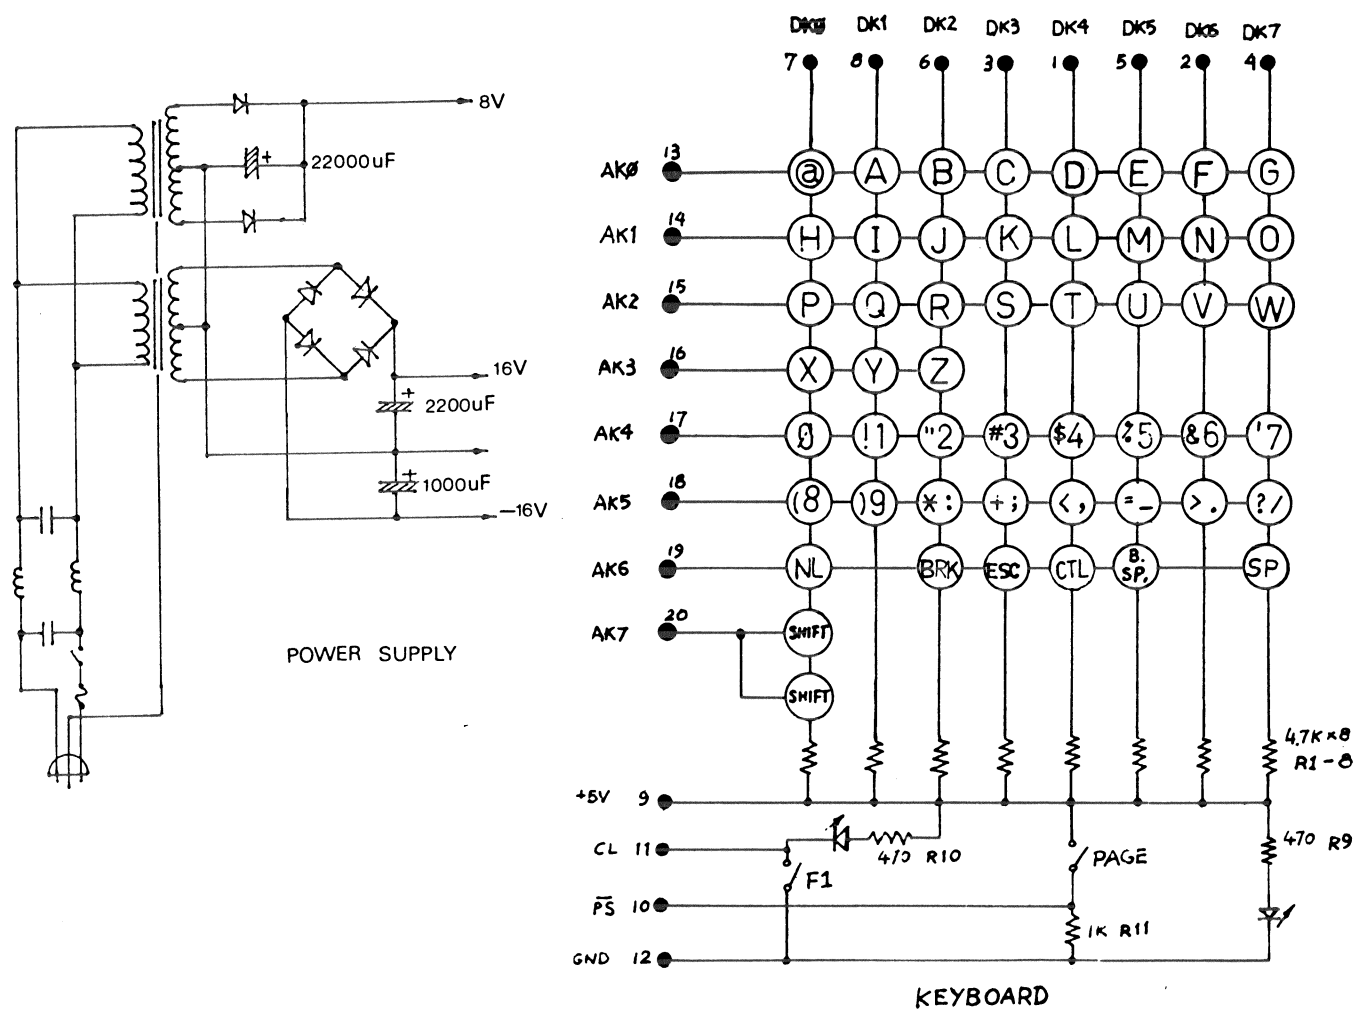 8V
22000uF
+
16V
+
2200uF
+
1000uF
-16V
POWER SUPPLY
DKØ DK1 DK2 DK3 DK4 DK5 DK6 DK7
7 8 6 3 1 5 2 4
AKØ 13 @ A B C D E F G
AK1 14 H I J K L M N O
AK2 15 P Q R S T U V W
AK3 16 X Y Z
AK4 17 Ø !1 "2 #3 $4 %5 &6 '7
AK5 18 (8 )9 *: +; <, =- >. ?/
AK6 19 NL BRK ESC CTL B. SP. SP
AK7 20 SHIFT
SHIFT
4.7K×8
R1-8
+5V 9
CL 11
470 R10
F1
PAGE
470 R9
PS 10
1K R11
GND 12
KEYBOARD